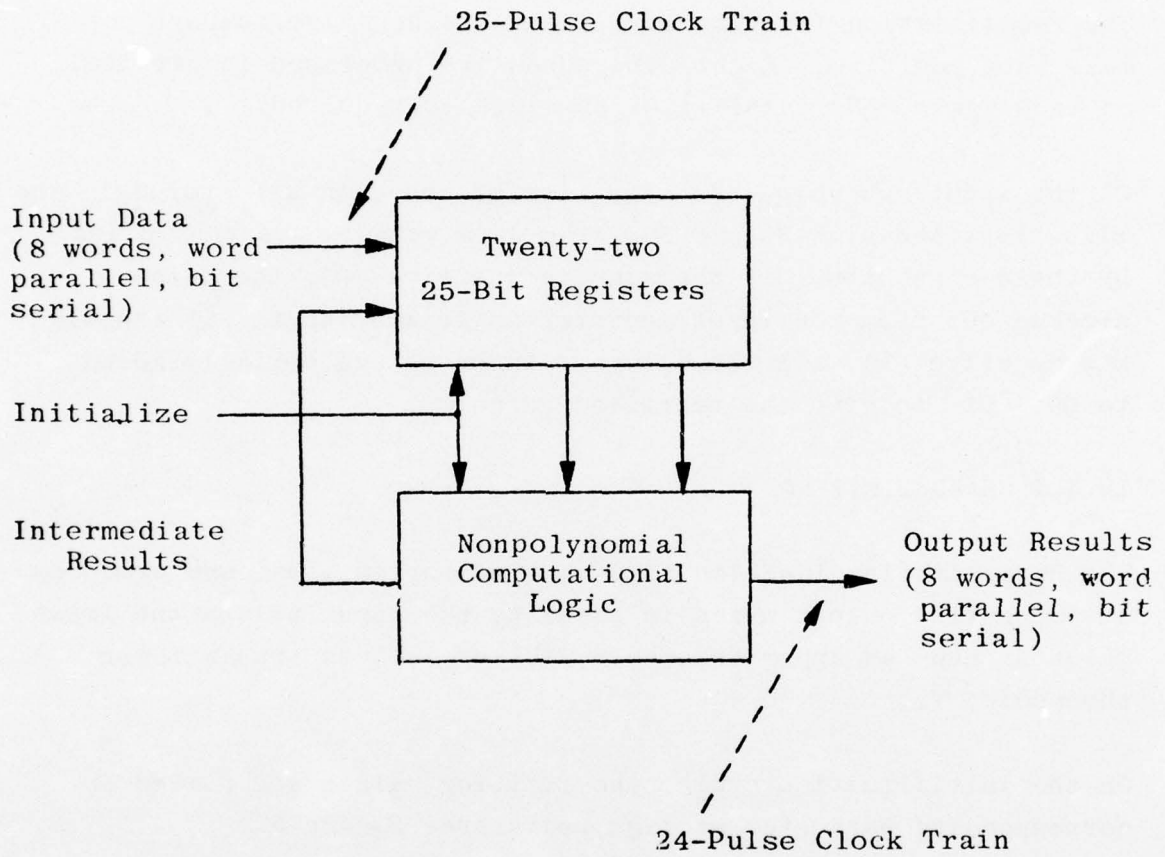 25-Pulse Clock Train
Input Data
(8 words, word
parallel, bit
serial)
Twenty-two
25-Bit Registers
Initialize
Intermediate
Results
Nonpolynomial
Computational
Logic
Output Results
(8 words, word
parallel, bit
serial)
24-Pulse Clock Train